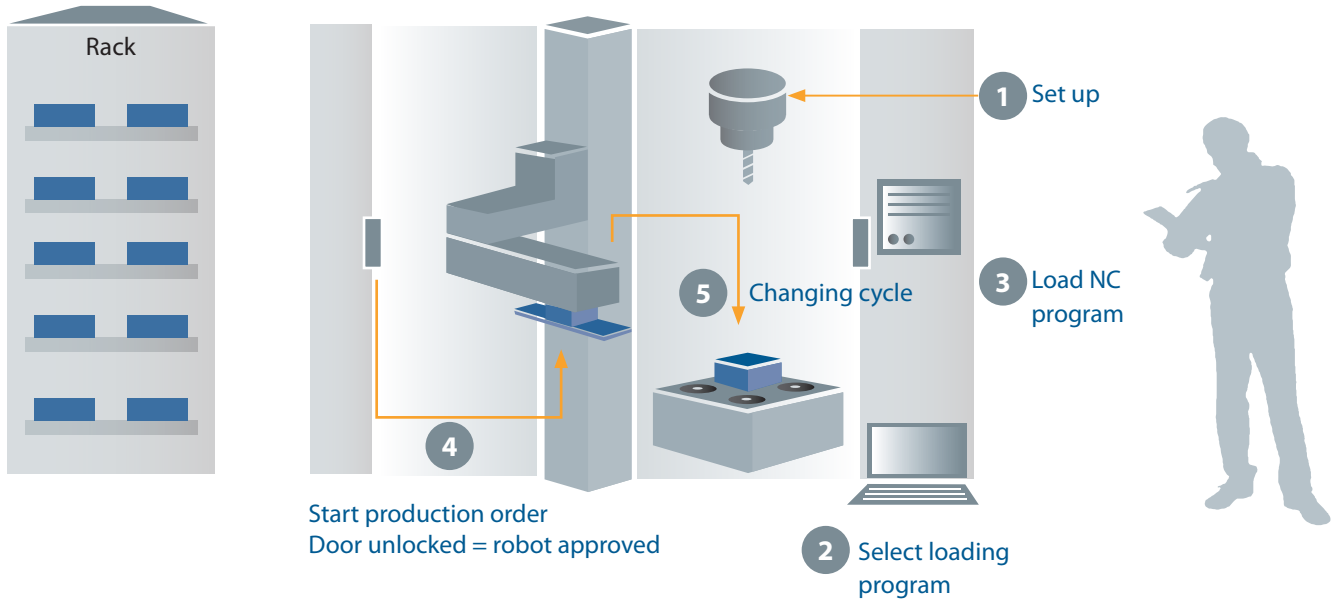 Rack
1
Set up
3
Load NC
program
5
Changing cycle
4
Start production order
Door unlocked = robot approved
2
Select loading
program